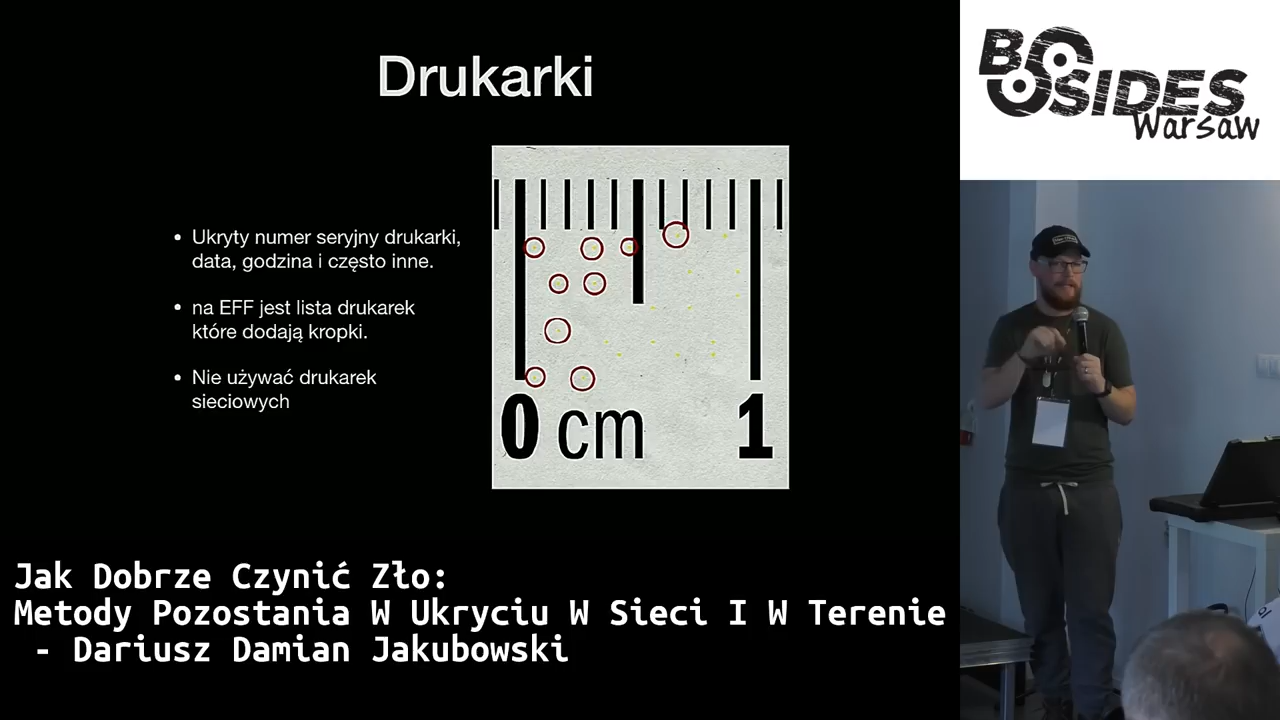 Drukarki
Ukryty numer seryjny drukarki,
data, godzina i często inne.
na EFF jest lista drukarek
które dodają kropki.
Nie używać drukarek
sieciowych
0 cm 1
BSIDES
Warsaw
Jak Dobrze Czynić Zło:
Metody Pozostania W Ukryciu W Sieci I W Terenie
- Dariusz Damian Jakubowski